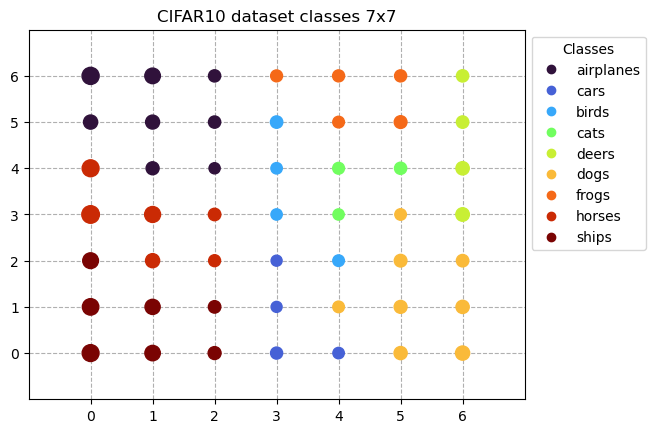 CIFAR10 dataset classes 7x7
6
5
4
3
2
1
0
0 1 2 3 4 5 6
Classes
airplanes
cars
birds
cats
deers
dogs
frogs
horses
ships